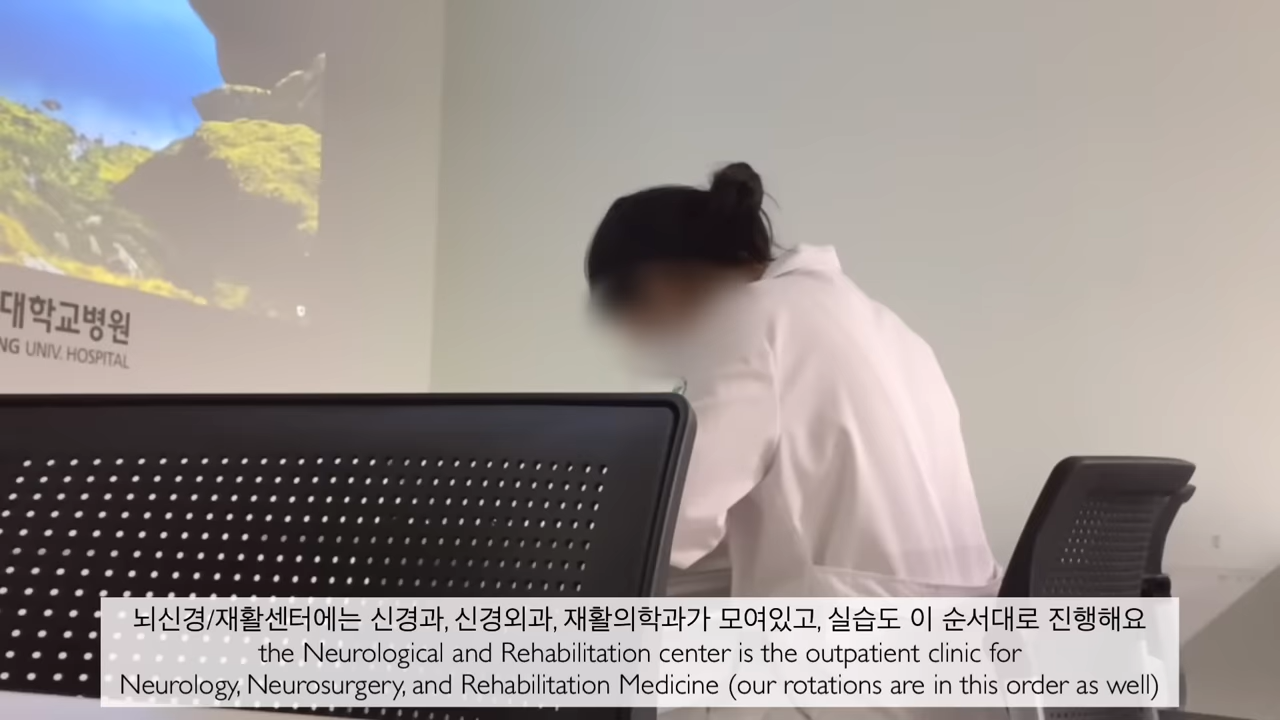 대학교병원
NG UNIV. HOSPITAL
뇌신경/재활센터에는 신경과, 신경외과, 재활의학과가 모여있고, 실습도 이 순서대로 진행해요
the Neurological and Rehabilitation center is the outpatient clinic for
Neurology, Neurosurgery, and Rehabilitation Medicine (our rotations are in this order as well)